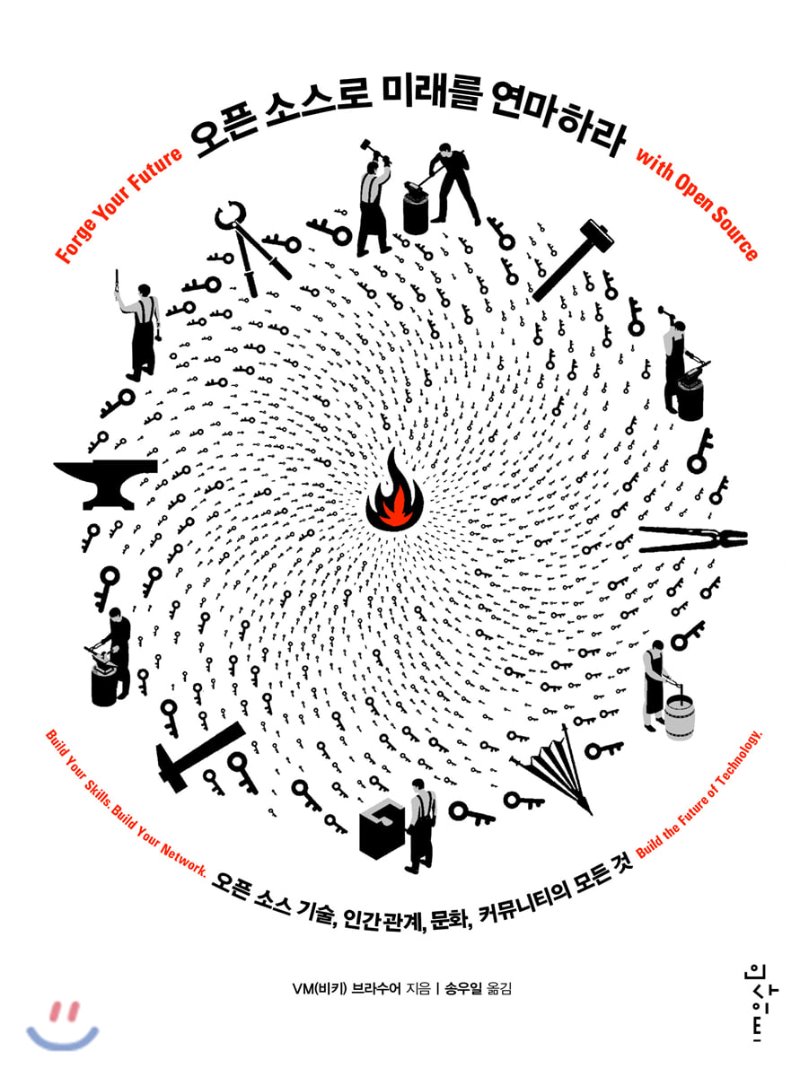 오픈 소스로 미래를 연마하라
Forge Your Future
with Open Source
Build Your Skills. Build Your Network.
Build the Future of Technology.
오픈 소스 기술, 인간관계, 문화, 커뮤니티의 모든 것
VM(비키) 브라수어 지음 | 송우일 옮김
인사이트